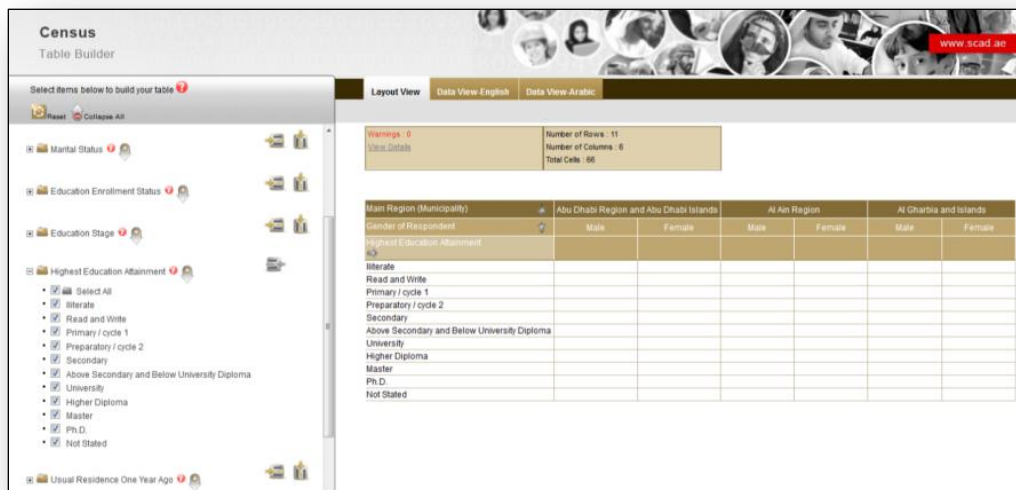 Census
Table Builder
www.scad.ae
Select items below to build your table ?
Reset Collapse All
Marital Status ?
Education Enrollment Status ?
Education Stage ?
Highest Education Attainment ?
Select All
Illiterate
Read and Write
Primary / cycle 1
Preparatory / cycle 2
Secondary
Above Secondary and Below University Diploma
University
Higher Diploma
Master
Ph.D.
Not Stated
Usual Residence One Year Ago ?
Layout View Data View-English Data View-Arabic
Warnings : 0
View Details
Number of Rows : 11
Number of Columns : 6
Total Cells : 66
Main Region (Municipality) Abu Dhabi Region and Abu Dhabi Islands Al Ain Region Al Gharbia and Islands
Gender of Respondent Male Female Male Female Male Female
Highest Education Attainment
Illiterate
Read and Write
Primary / cycle 1
Preparatory / cycle 2
Secondary
Above Secondary and Below University Diploma
University
Higher Diploma
Master
Ph.D.
Not Stated